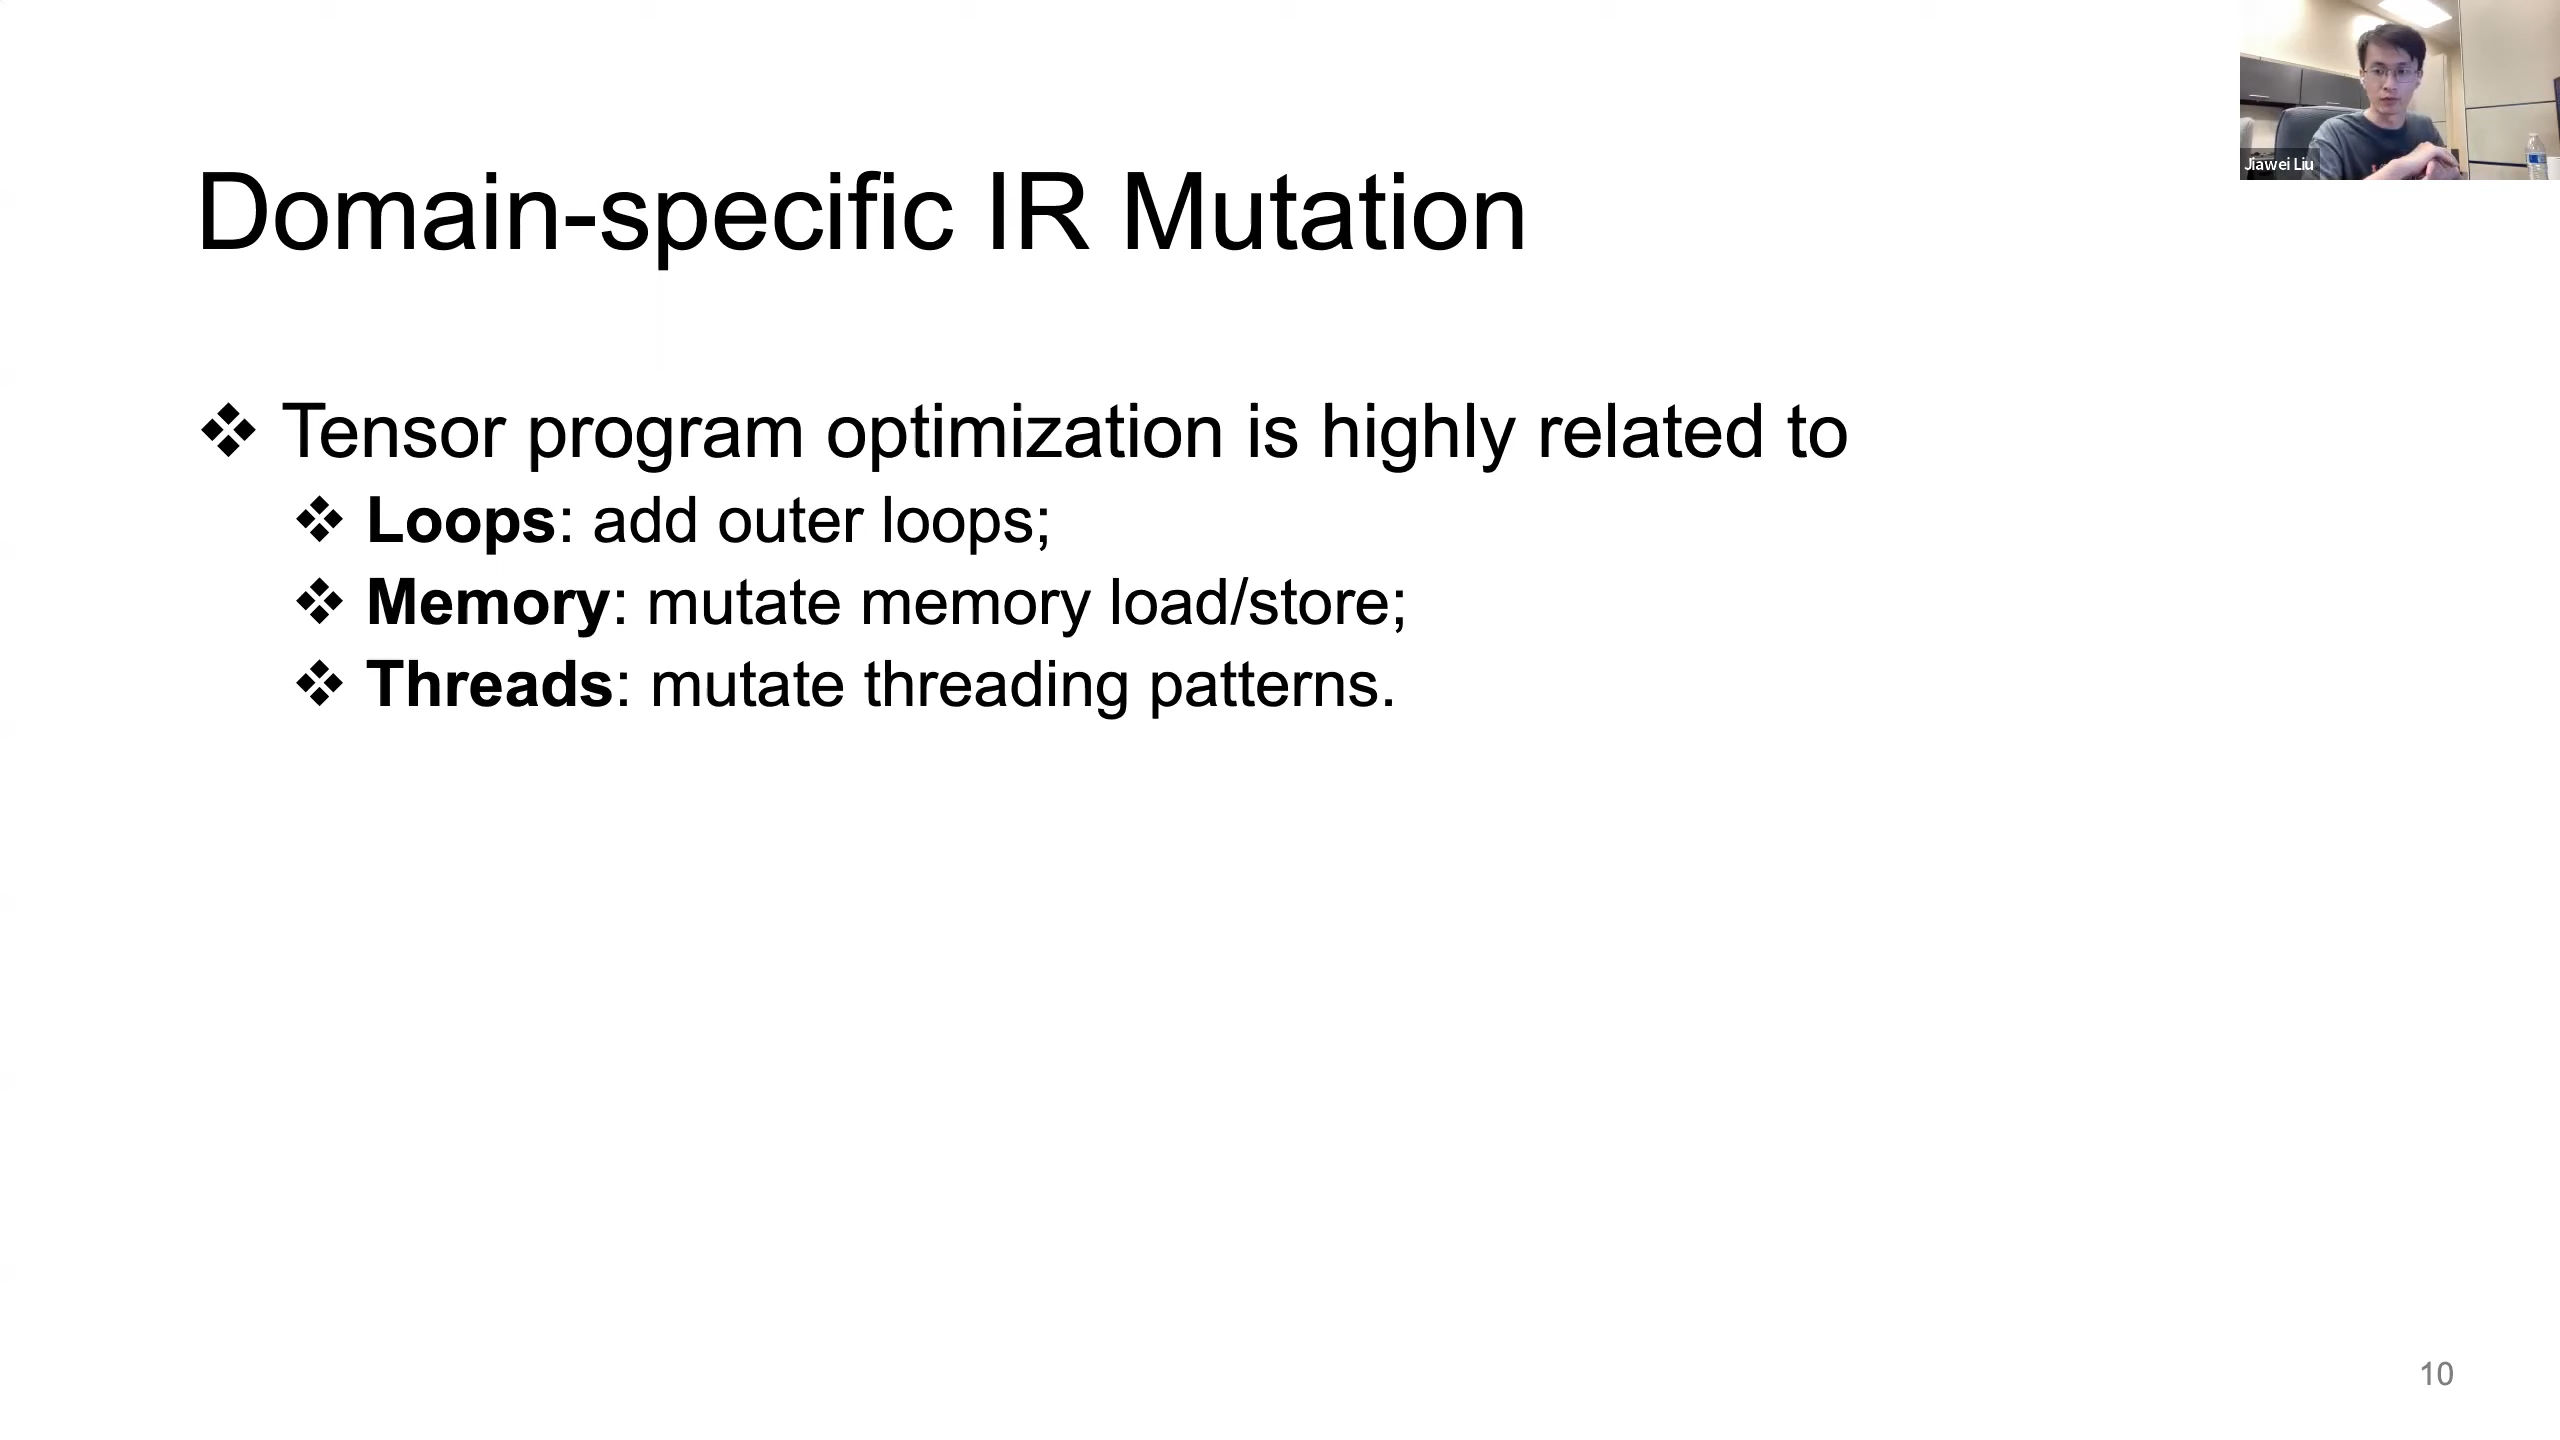 Jiawei Liu
Domain-specific IR Mutation
❖ Tensor program optimization is highly related to
❖ Loops: add outer loops;
❖ Memory: mutate memory load/store;
❖ Threads: mutate threading patterns.
10